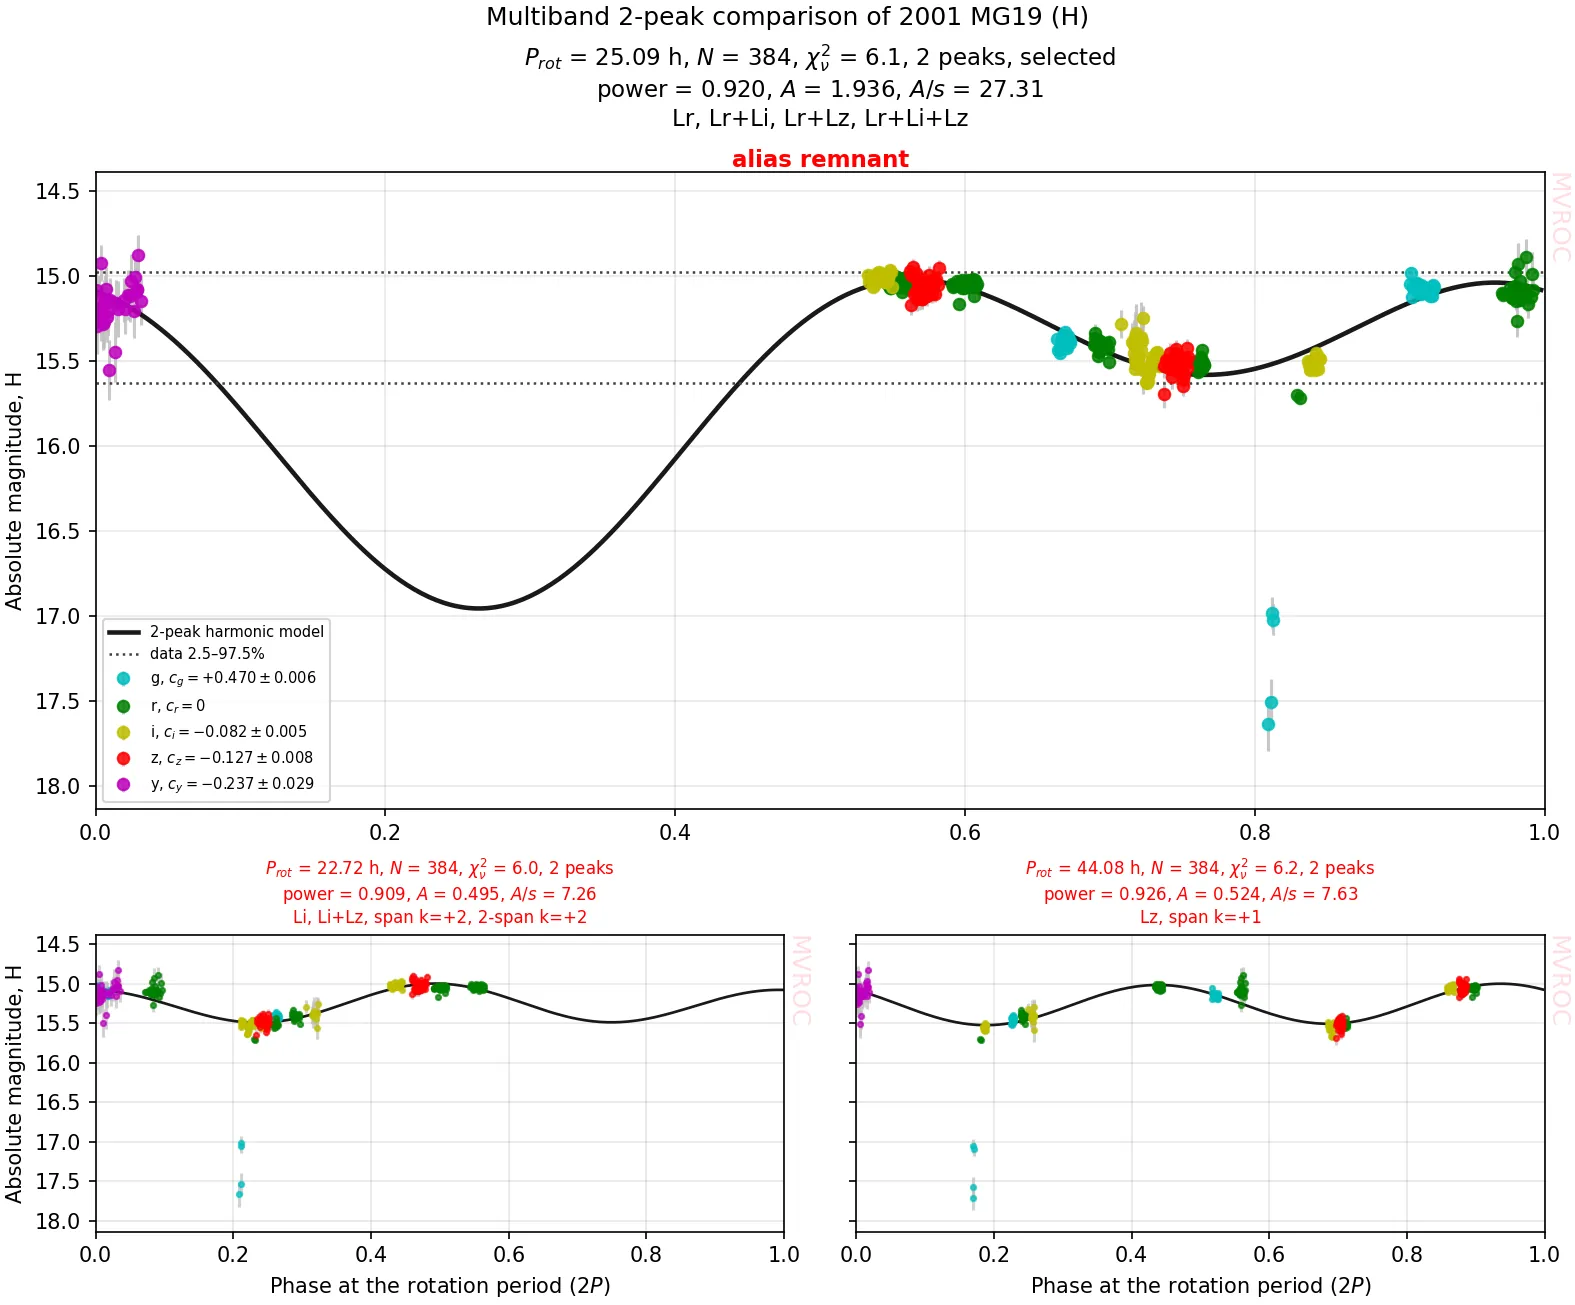 Multiband 2-peak comparison of 2001 MG19 (H)
P_rot = 25.09 h, N = 384, χ²_ν = 6.1, 2 peaks, selected
power = 0.920, A = 1.936, A/s = 27.31
Lr, Lr+Li, Lr+Lz, Lr+Li+Lz
alias remnant
MVROC
Absolute magnitude, H
14.5
15.0
15.5
16.0
16.5
17.0
17.5
18.0
2-peak harmonic model
data 2.5–97.5%
g, c_g = +0.470 ± 0.006
r, c_r = 0
i, c_i = −0.082 ± 0.005
z, c_z = −0.127 ± 0.008
y, c_y = −0.237 ± 0.029
0.0 0.2 0.4 0.6 0.8 1.0
P_rot = 22.72 h, N = 384, χ²_ν = 6.0, 2 peaks
power = 0.909, A = 0.495, A/s = 7.26
Li, Li+Lz, span k=+2, 2-span k=+2
MVROC
Absolute magnitude, H
14.5
15.0
15.5
16.0
16.5
17.0
17.5
18.0
0.0 0.2 0.4 0.6 0.8 1.0
Phase at the rotation period (2P)
P_rot = 44.08 h, N = 384, χ²_ν = 6.2, 2 peaks
power = 0.926, A = 0.524, A/s = 7.63
Lz, span k=+1
MVROC
0.0 0.2 0.4 0.6 0.8 1.0
Phase at the rotation period (2P)